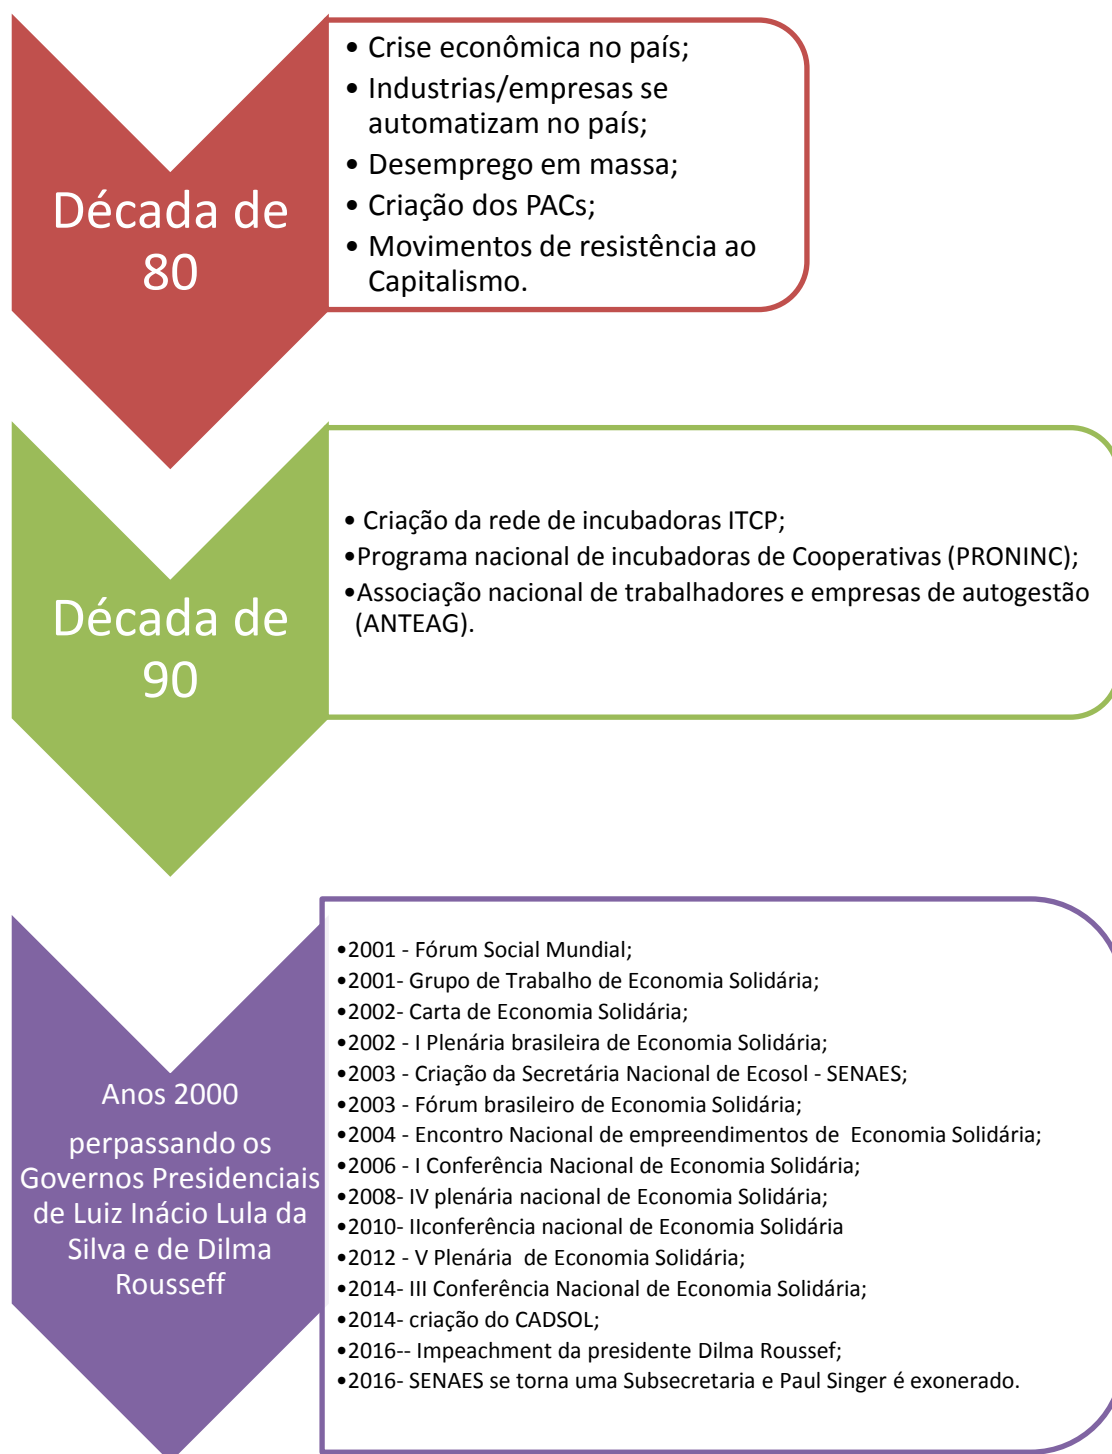 Década de
80
• Crise econômica no país;
• Industrias/empresas se
automatizam no país;
• Desemprego em massa;
• Criação dos PACs;
• Movimentos de resistência ao
Capitalismo.
Década de
90
• Criação da rede de incubadoras ITCP;
•Programa nacional de incubadoras de Cooperativas (PRONINC);
•Associação nacional de trabalhadores e empresas de autogestão
(ANTEAG).
Anos 2000
perpassando os
Governos Presidenciais
de Luiz Inácio Lula da
Silva e de Dilma
Rousseff
•2001 - Fórum Social Mundial;
•2001- Grupo de Trabalho de Economia Solidária;
•2002- Carta de Economia Solidária;
•2002 - I Plenária brasileira de Economia Solidária;
•2003 - Criação da Secretária Nacional de Ecosol - SENAES;
•2003 - Fórum brasileiro de Economia Solidária;
•2004 - Encontro Nacional de empreendimentos de  Economia Solidária;
•2006 - I Conferência Nacional de Economia Solidária;
•2008- IV plenária nacional de Economia Solidária;
•2010- IIconferência nacional de Economia Solidária
•2012 - V Plenária  de Economia Solidária;
•2014- III Conferência Nacional de Economia Solidária;
•2014- criação do CADSOL;
•2016-- Impeachment da presidente Dilma Roussef;
•2016- SENAES se torna uma Subsecretaria e Paul Singer é exonerado.